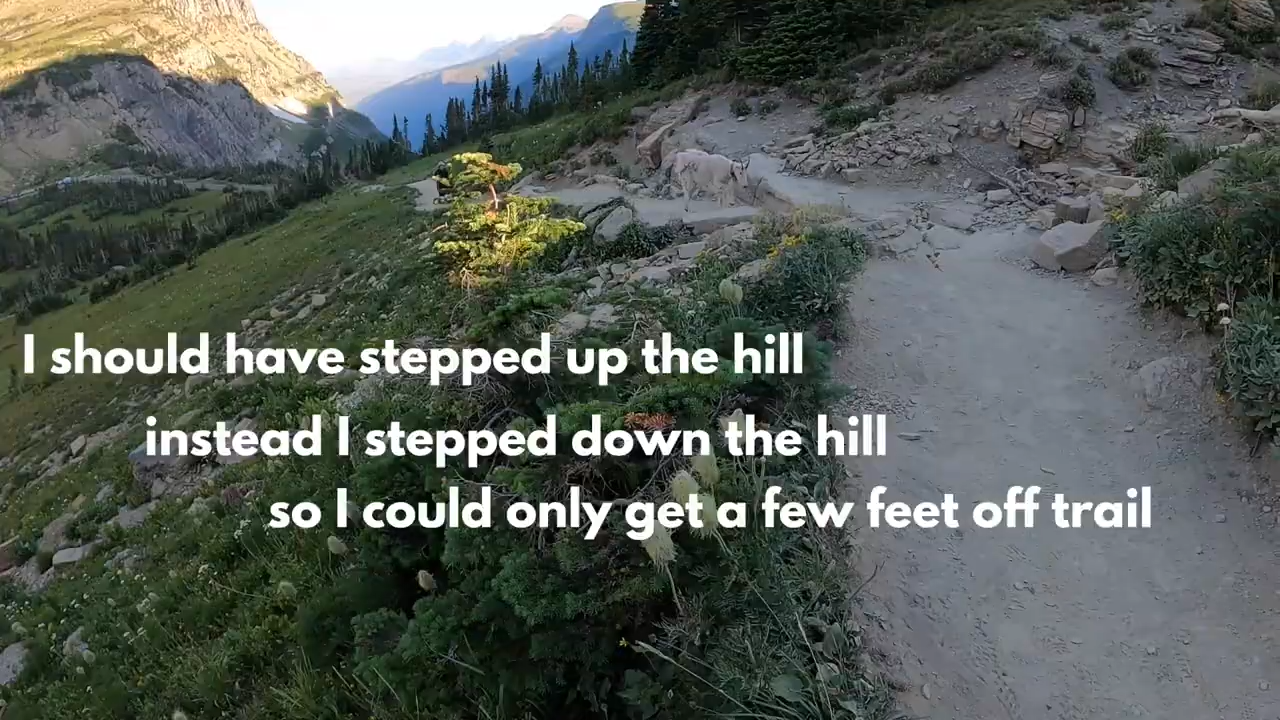 I should have stepped up the hill
instead I stepped down the hill
so I could only get a few feet off trail